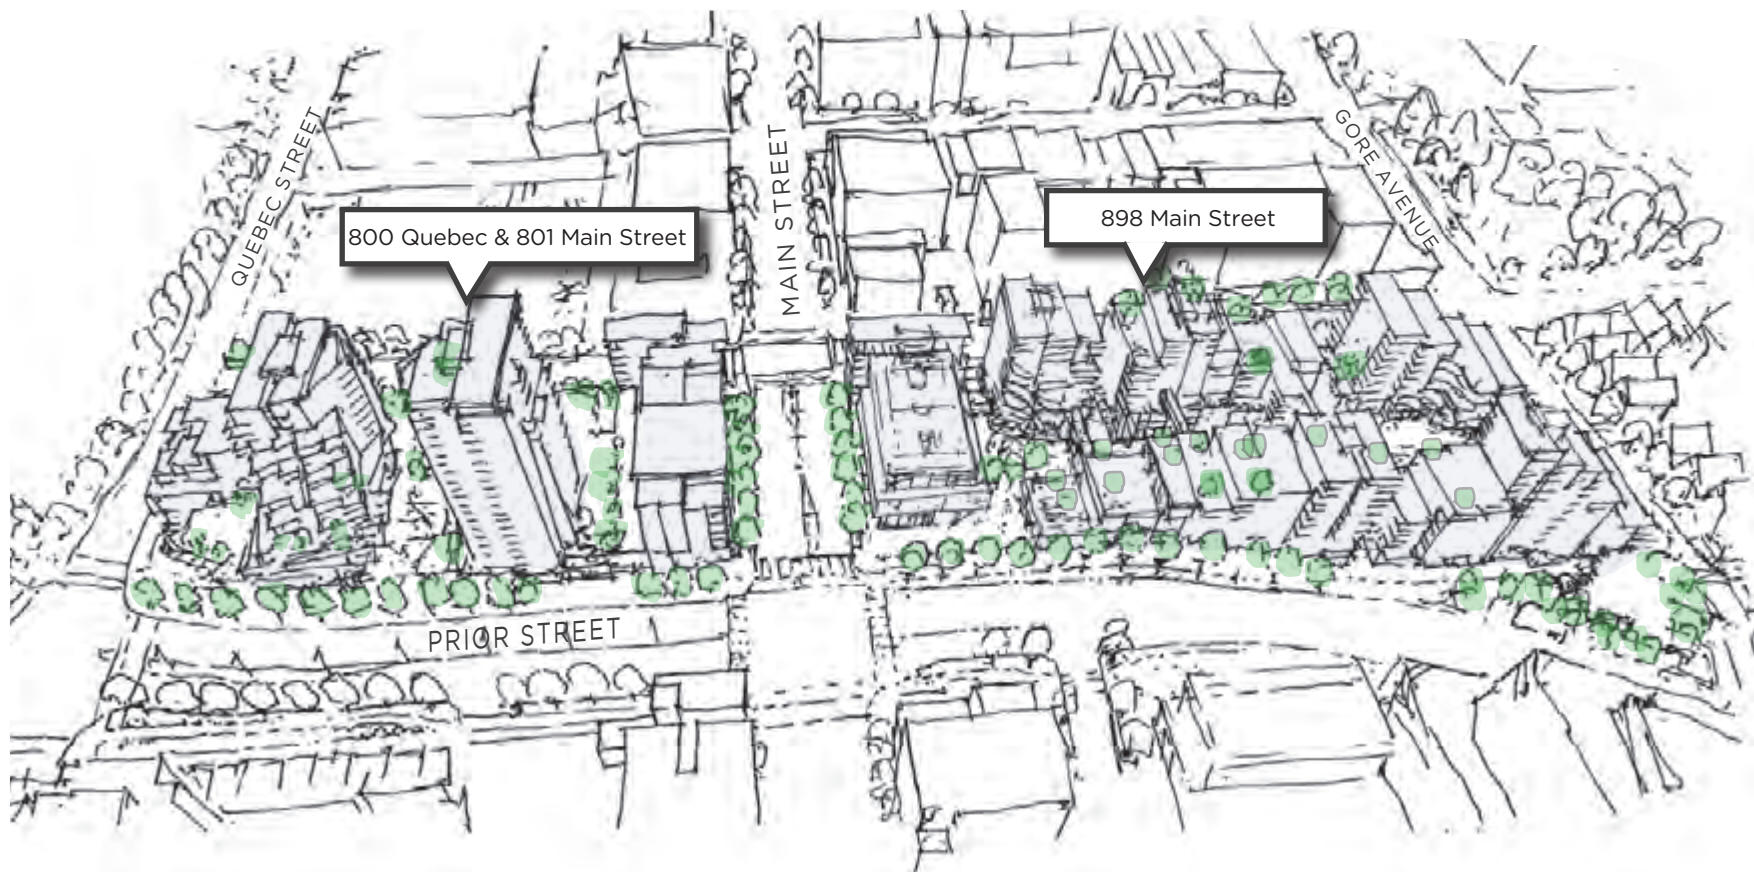 QUEBEC STREET
MAIN STREET
GORE AVENUE
800 Quebec & 801 Main Street
898 Main Street
PRIOR STREET